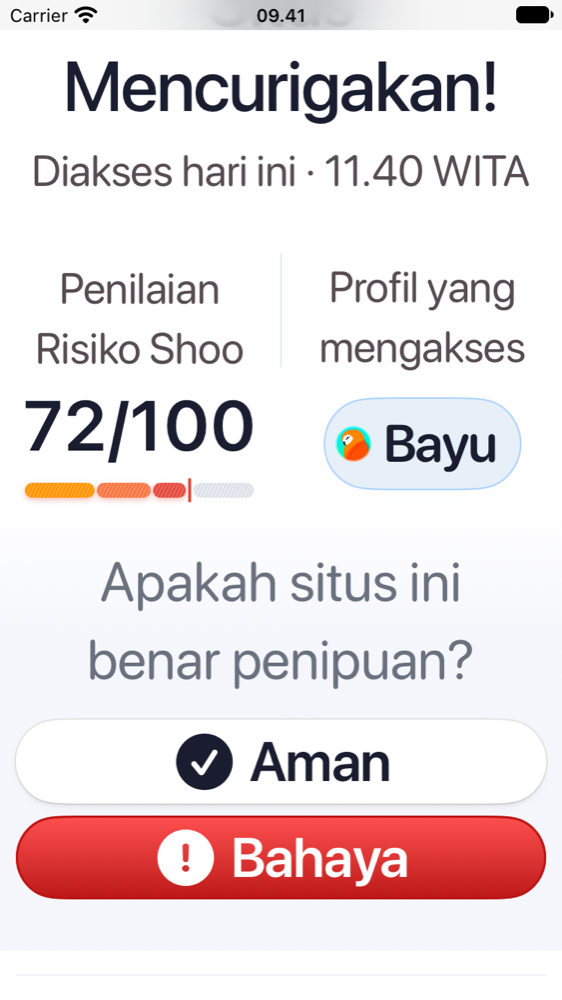 Carrier 09.41
Mencurigakan!
Diakses hari ini · 11.40 WITA
Penilaian
Risiko Shoo
72/100
Profil yang
mengakses
Bayu
Apakah situs ini
benar penipuan?
Aman
Bahaya